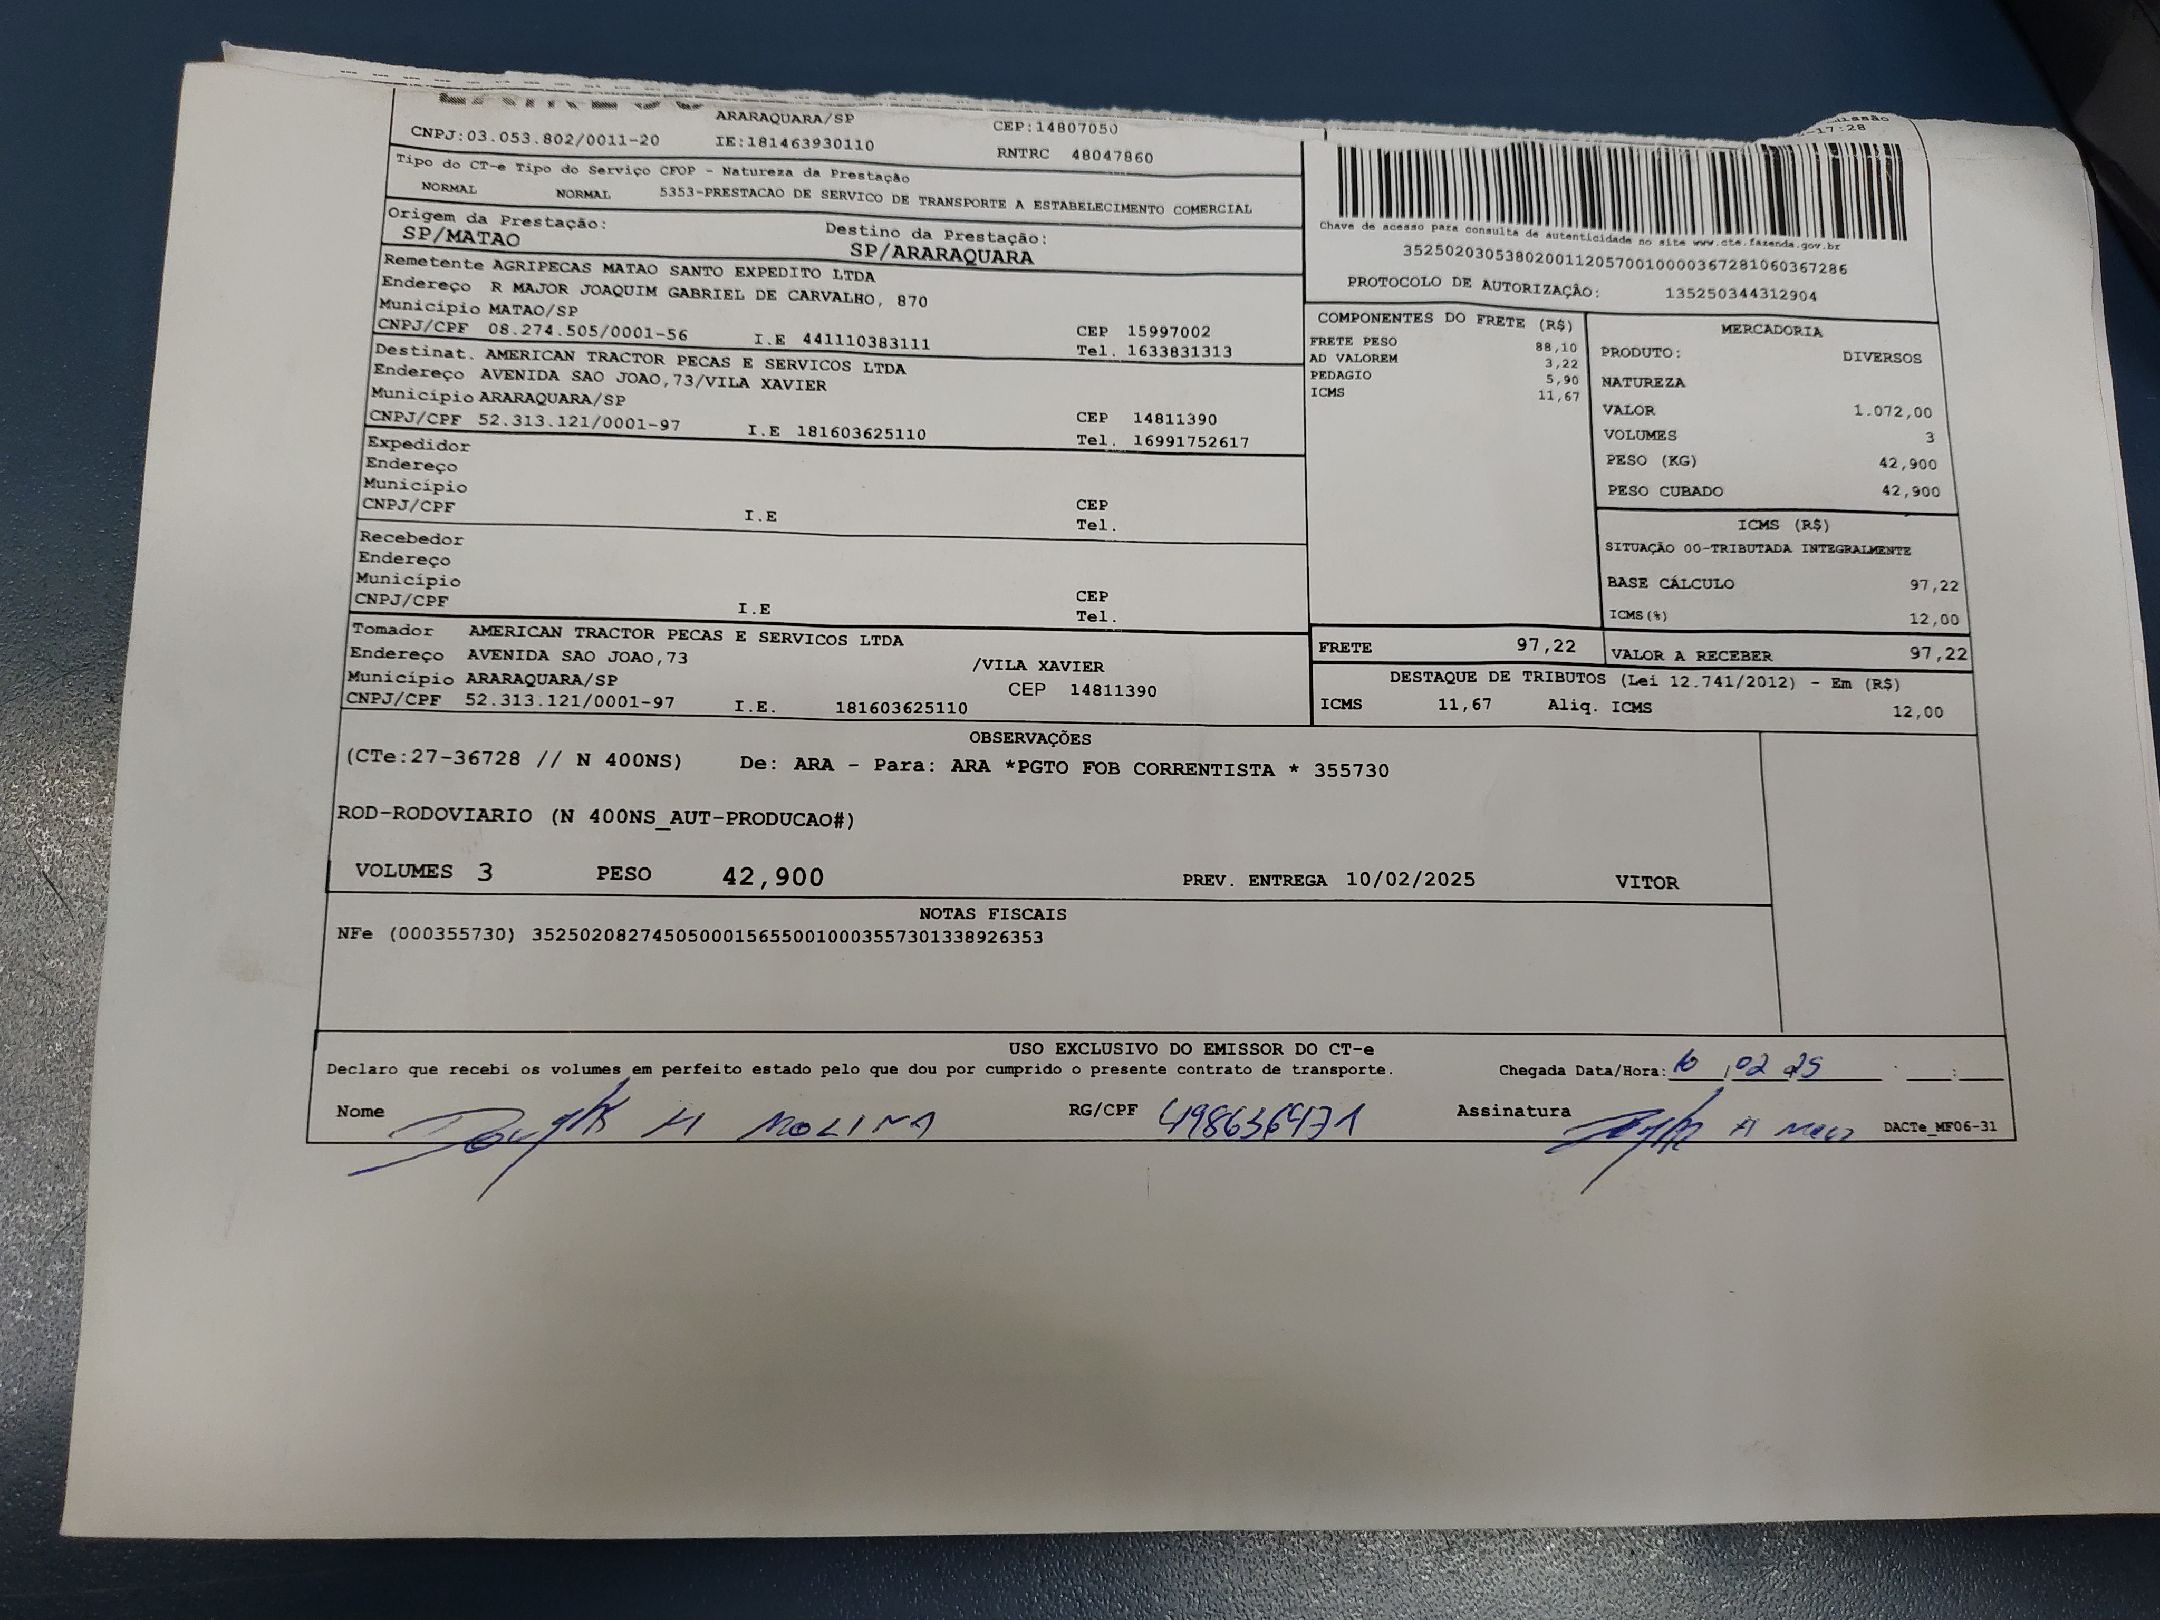 ARARAQUARA/SP CEP:14807050
CNPJ:03.053.802/0011-20 IE:181463930110 RNTRC 48047860
-17:28
Tipo do CT-e Tipo do Serviço CFOP - Natureza da Prestação
NORMAL NORMAL 5353-PRESTACAO DE SERVICO DE TRANSPORTE A ESTABELECIMENTO COMERCIAL
Origem da Prestação: Destino da Prestação:
SP/MATAO SP/ARARAQUARA
Chave de acesso para consulta de autenticidade no site www.cte.fazenda.gov.br
35250203053802001120570010000367281060367286
PROTOCOLO DE AUTORIZAÇÂO: 135250344312904
Remetente AGRIPECAS MATAO SANTO EXPEDITO LTDA
Endereço R MAJOR JOAQUIM GABRIEL DE CARVALHO, 870
Município MATAO/SP CEP 15997002
CNPJ/CPF 08.274.505/0001-56 I.E 441110383111 Tel. 1633831313
Destinat. AMERICAN TRACTOR PECAS E SERVICOS LTDA
Endereço AVENIDA SAO JOAO,73/VILA XAVIER
Município ARARAQUARA/SP CEP 14811390
CNPJ/CPF 52.313.121/0001-97 I.E 181603625110 Tel. 16991752617
Expedidor
Endereço
Município CEP
CNPJ/CPF I.E Tel.
Recebedor
Endereço
Município CEP
CNPJ/CPF I.E Tel.
Tomador AMERICAN TRACTOR PECAS E SERVICOS LTDA
Endereço AVENIDA SAO JOAO,73 /VILA XAVIER
Município ARARAQUARA/SP CEP 14811390
CNPJ/CPF 52.313.121/0001-97 I.E. 181603625110
COMPONENTES DO FRETE (R$)
FRETE PESO 88,10
AD VALOREM 3,22
PEDAGIO 5,90
ICMS 11,67
MERCADORIA
PRODUTO: DIVERSOS
NATUREZA
VALOR 1.072,00
VOLUMES 3
PESO (KG) 42,900
PESO CUBADO 42,900
ICMS (R$)
SITUAÇÃO 00-TRIBUTADA INTEGRALMENTE
BASE CÁLCULO 97,22
ICMS(%) 12,00
FRETE 97,22 VALOR A RECEBER 97,22
DESTAQUE DE TRIBUTOS (Lei 12.741/2012) - Em (R$)
ICMS 11,67 Aliq. ICMS 12,00
OBSERVAÇÕES
(CTe:27-36728 // N 400NS) De: ARA - Para: ARA *PGTO FOB CORRENTISTA * 355730
ROD-RODOVIARIO (N 400NS_AUT-PRODUCAO#)
VOLUMES 3 PESO 42,900 PREV. ENTREGA 10/02/2025 VITOR
NOTAS FISCAIS
NFe (000355730) 35250208274505000156550010003557301338926353
USO EXCLUSIVO DO EMISSOR DO CT-e
Declaro que recebi os volumes em perfeito estado pelo que dou por cumprido o presente contrato de transporte. Chegada Data/Hora: 10 02 25
Nome Douglas H MOLINA RG/CPF 498636471 Assinatura DACTe_MF06-31